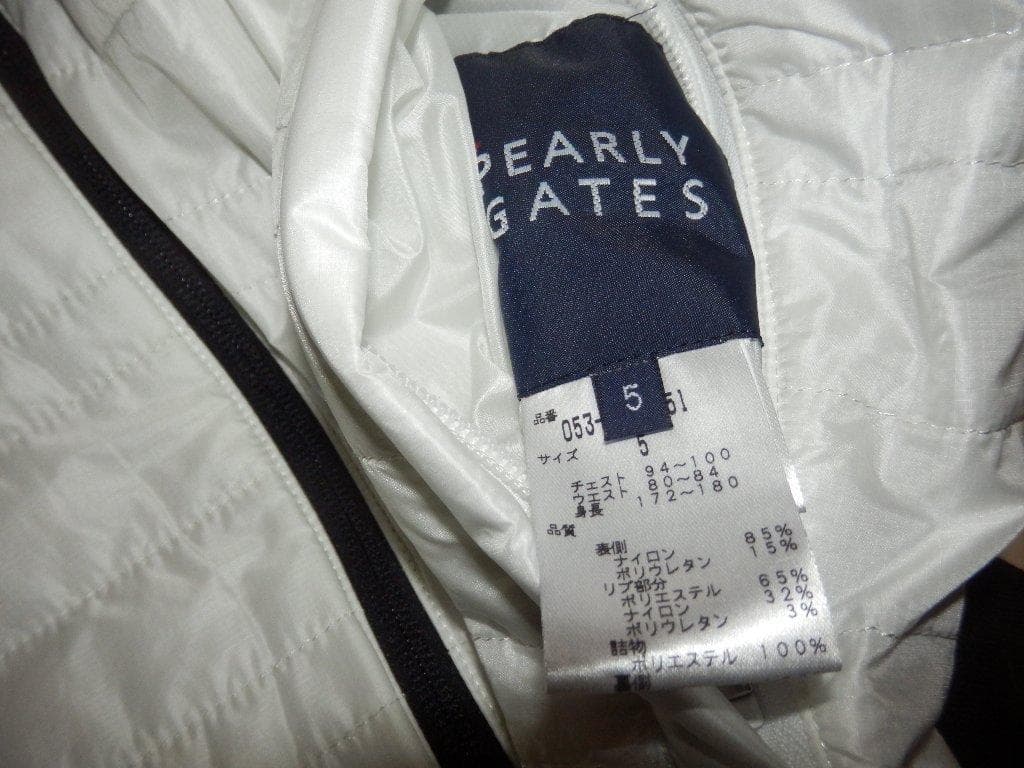 PEARLY
GATES
5
品番 053- 51
サイズ 5
チェスト 94~100
ウエスト 80~84
身長 172~180
品質
表側
ナイロン 85%
ポリウレタン 15%
リブ部分
ポリエステル 65%
ナイロン 32%
ポリウレタン 3%
詰物
ポリエステル 100%
裏側